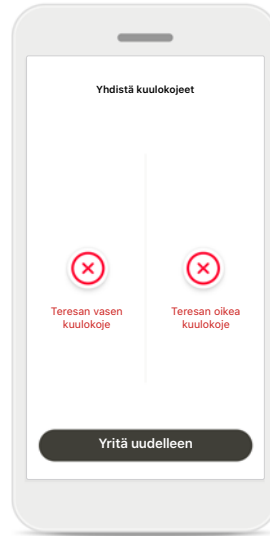 Yhdistä kuulokojeet
Teresan vasen
kuulokoje
Teresan oikea
kuulokoje
Yritä uudelleen